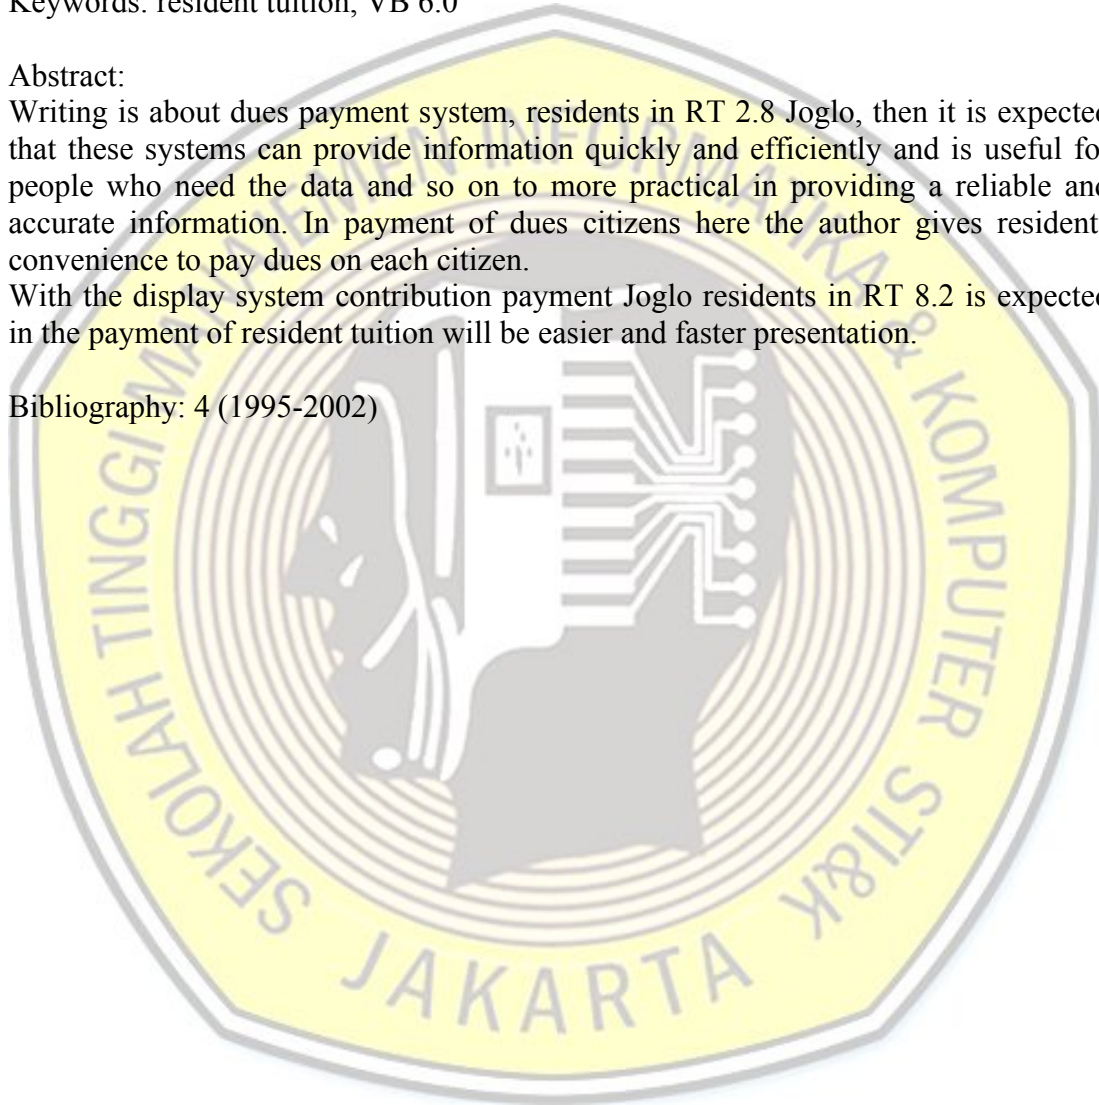 Keywords: resident tuition, VB 6.0
Abstract:
Writing is about dues payment system, residents in RT 2.8 Joglo, then it is expected
that these systems can provide information quickly and efficiently and is useful fo
people who need the data and so on to more practical in providing a reliable and
accurate information. In payment of dues citizens here the author gives resident
convenience to pay dues on each citizen.
With the display system contribution payment Joglo residents in RT 8.2 is expected
in the payment of resident tuition will be easier and faster presentation.
Bibliography: 4 (1995-2002)
SEKOLAH TINGGI MANAJEMEN INFORMATIKA & KOMPUTER STI&K
JAKARTA